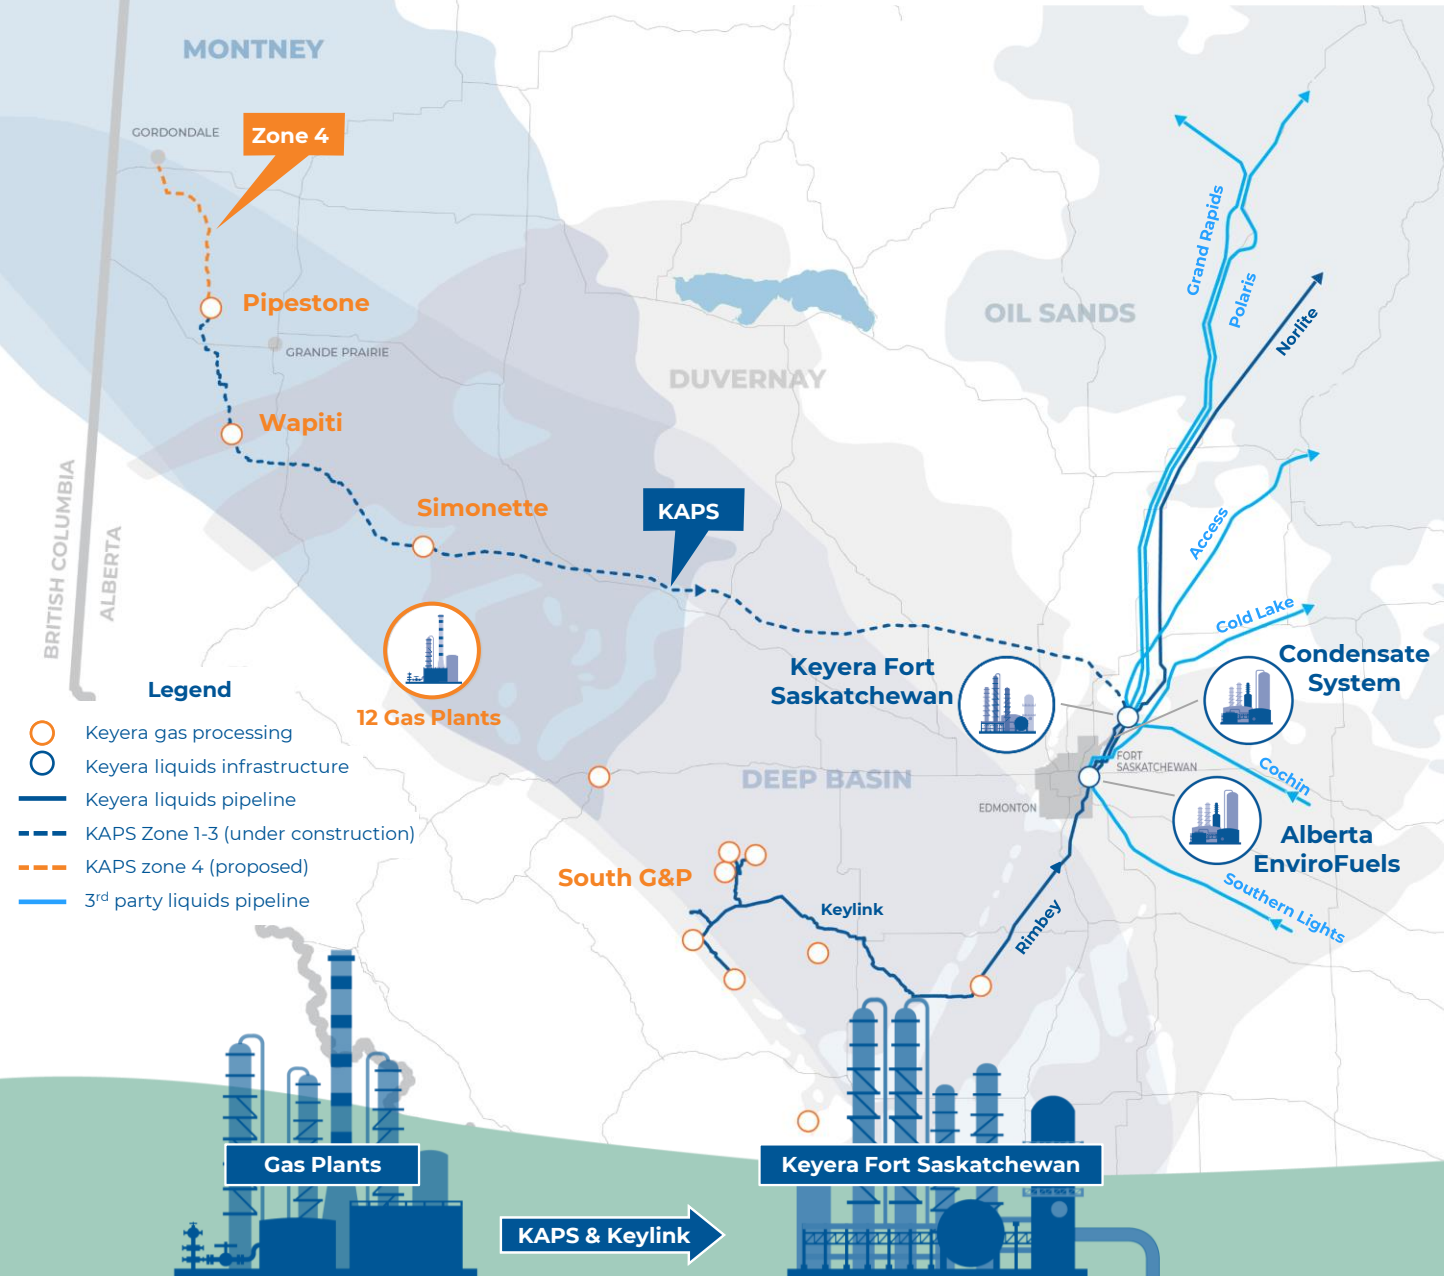 MONTNEY
GORDONDALE
Zone 4
Grand Rapids
Polaris
Norlite
OIL SANDS
Pipestone
GRANDE PRAIRIE
DUVERNAY
Wapiti
BRITISH COLUMBIA
ALBERTA
Simonette
KAPS
Access
Cold Lake
Keyera Fort
Saskatchewan
Condensate
System
12 Gas Plants
FORT
SASKATCHEWAN
Cochin
DEEP BASIN
EDMONTON
Alberta
EnviroFuels
Southern Lights
South G&P
Keylink
Rimbey
Legend
Keyera gas processing
Keyera liquids infrastructure
Keyera liquids pipeline
KAPS Zone 1-3 (under construction)
KAPS zone 4 (proposed)
3rd party liquids pipeline
Gas Plants
Keyera Fort Saskatchewan
KAPS & Keylink